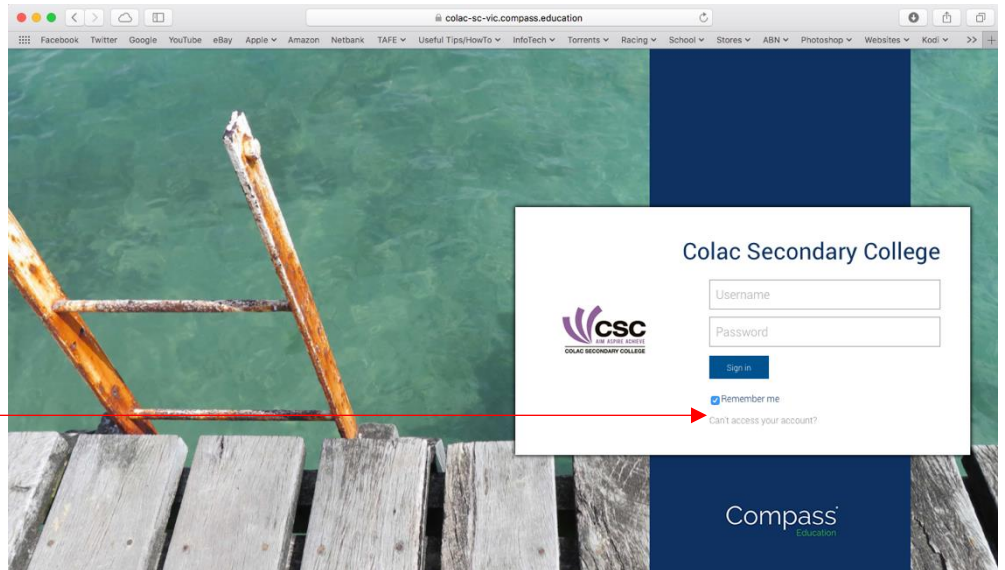 colac-sc-vic.compass.education
Facebook Twitter Google YouTube eBay Apple Amazon Netbank TAFE Useful Tips/HowTo InfoTech Torrents Racing School Stores ABN Photoshop Websites Kodi >> +
Colac Secondary College
Username
CSC
AIM ASPIRE ACHIEVE
COLAC SECONDARY COLLEGE
Password
Sign in
Remember me
Can't access your account?
Compass
Education